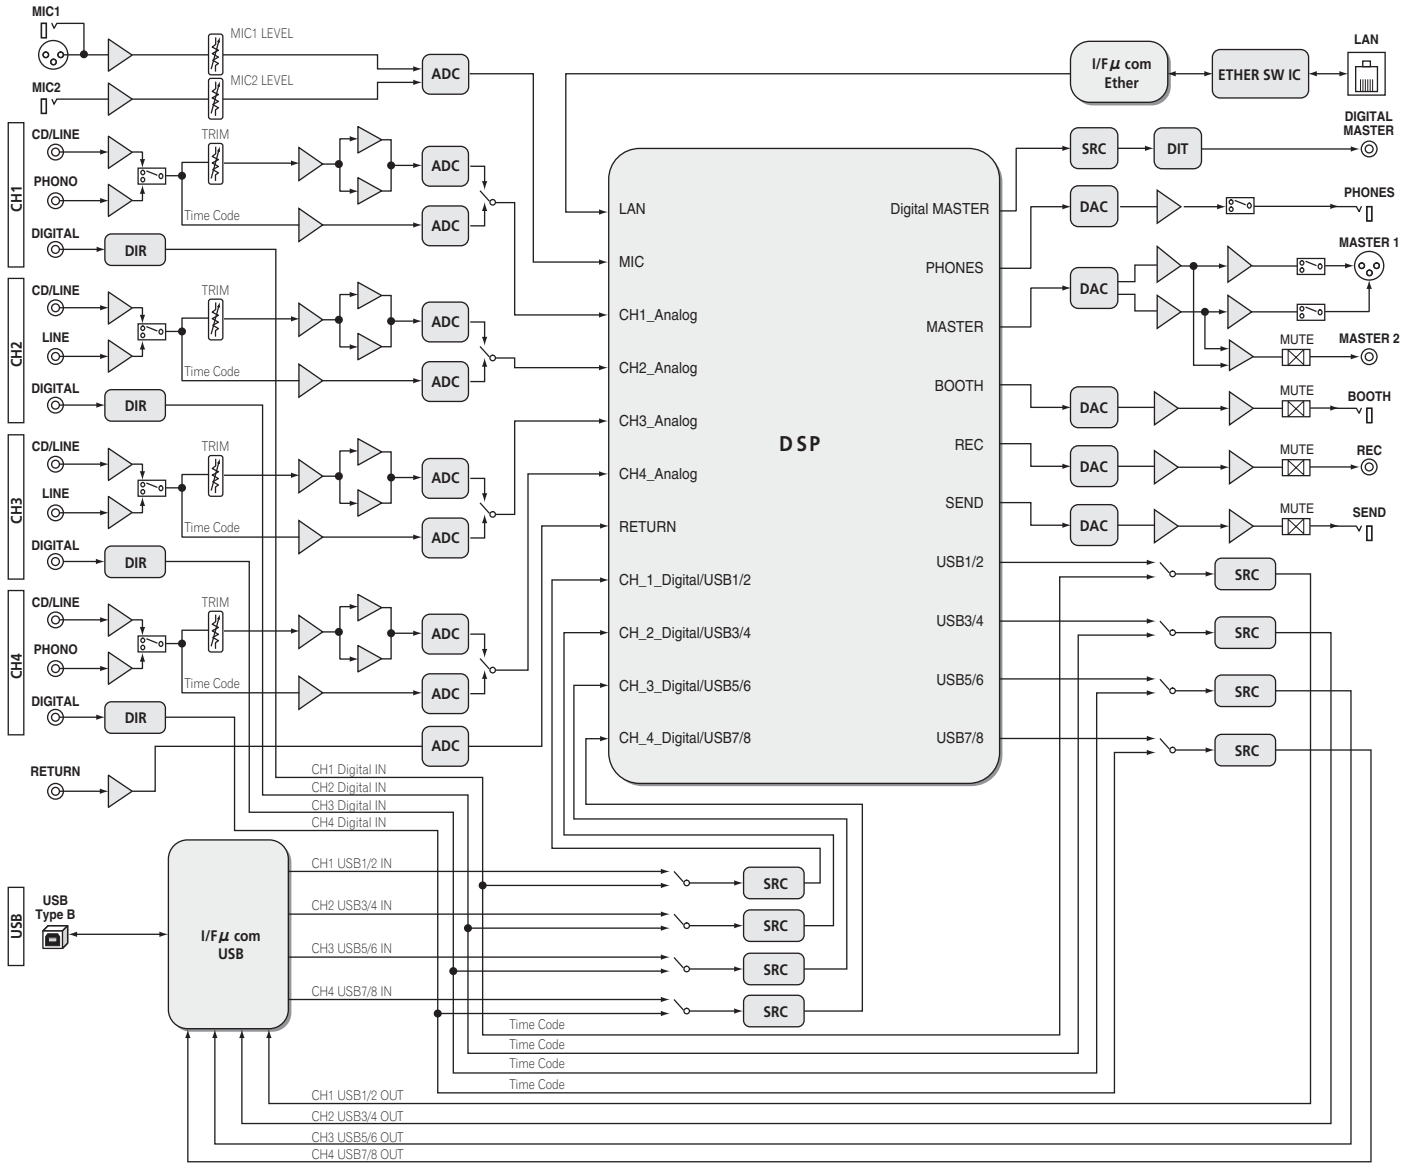 MIC1
MIC1 LEVEL
ADC
MIC2
MIC2 LEVEL
I/F μ com
Ether
ETHER SW IC
LAN
CH1
CD/LINE
PHONO
DIGITAL
TRIM
Time Code
ADC
ADC
DIR
CH2
CD/LINE
LINE
DIGITAL
TRIM
Time Code
ADC
ADC
DIR
CH3
CD/LINE
LINE
DIGITAL
TRIM
Time Code
ADC
ADC
DIR
CH4
CD/LINE
PHONO
DIGITAL
TRIM
Time Code
ADC
ADC
DIR
RETURN
ADC
DSP
LAN
MIC
CH1_Analog
CH2_Analog
CH3_Analog
CH4_Analog
RETURN
CH_1_Digital/USB1/2
CH_2_Digital/USB3/4
CH_3_Digital/USB5/6
CH_4_Digital/USB7/8
Digital MASTER
PHONES
MASTER
BOOTH
REC
SEND
USB1/2
USB3/4
USB5/6
USB7/8
SRC
DIT
DIGITAL
MASTER
DAC
PHONES
DAC
MASTER 1
MUTE
MASTER 2
DAC
MUTE
BOOTH
DAC
MUTE
REC
DAC
MUTE
SEND
SRC
SRC
SRC
SRC
CH1 Digital IN
CH2 Digital IN
CH3 Digital IN
CH4 Digital IN
USB
USB
Type B
I/F μ com
USB
CH1 USB1/2 IN
CH2 USB3/4 IN
CH3 USB5/6 IN
CH4 USB7/8 IN
SRC
SRC
SRC
SRC
Time Code
Time Code
Time Code
Time Code
CH1 USB1/2 OUT
CH2 USB3/4 OUT
CH3 USB5/6 OUT
CH4 USB7/8 OUT